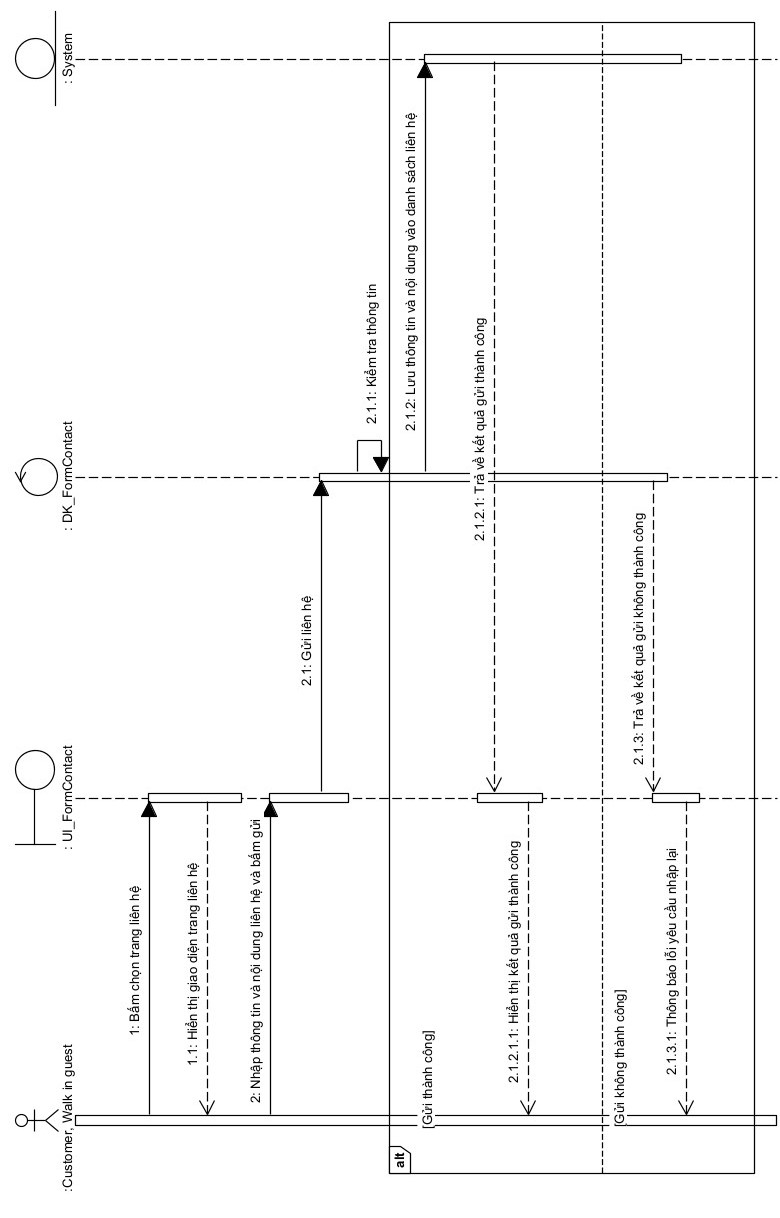 :Customer, Walk in guest
: UI_FormContact
: DK_FormContact
: System
1: Bấm chọn trang liên hệ
1.1: Hiển thị giao diện trang liên hệ
2: Nhập thông tin và nội dung liên hệ và bấm gửi
2.1: Gửi liên hệ
2.1.1: Kiểm tra thông tin
alt
[Gửi thành công]
2.1.2: Lưu thông tin và nội dung vào danh sách liên hệ
2.1.2.1: Trả về kết quả gửi thành công
2.1.2.1.1: Hiển thị kết quả gửi thành công
[Gửi không thành công]
2.1.3: Trả về kết quả gửi không thành công
2.1.3.1: Thông báo lỗi yêu cầu nhập lại